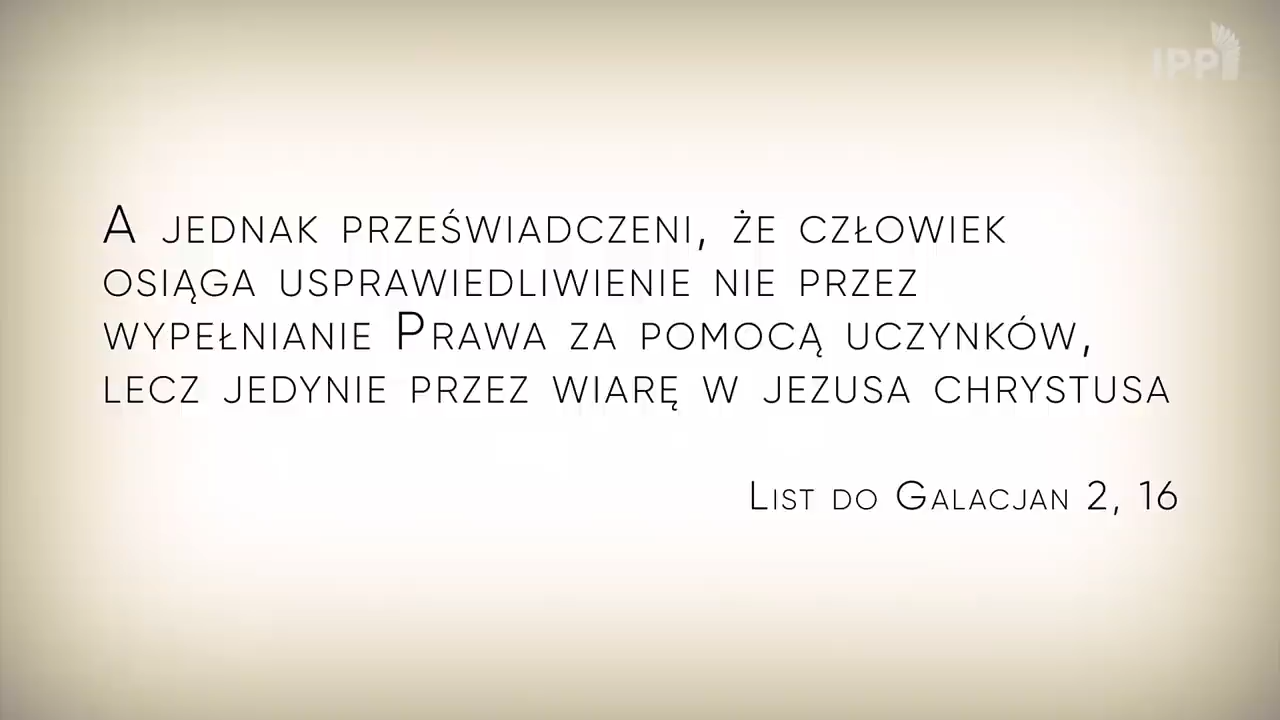 IPP
A JEDNAK PRZEŚWIADCZENI, ŻE CZŁOWIEK
OSIĄGA USPRAWIEDLIWIENIE NIE PRZEZ
WYPEŁNIANIE PRAWA ZA POMOCĄ UCZYNKÓW,
LECZ JEDYNIE PRZEZ WIARĘ W JEZUSA CHRYSTUSA
LIST DO GALACJAN 2, 16